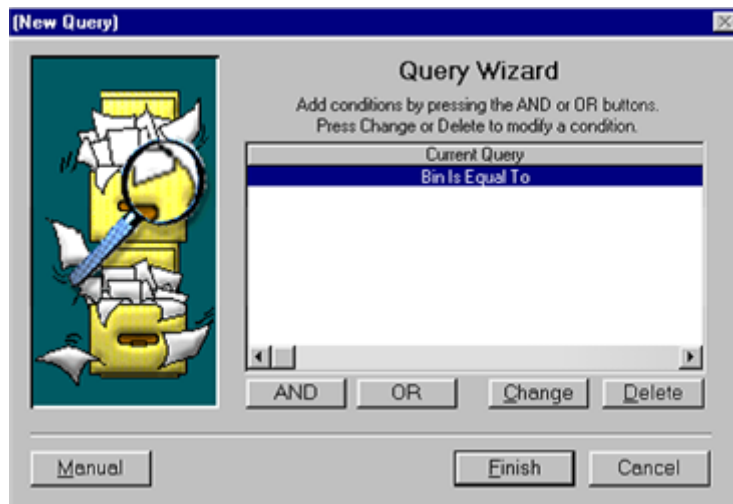 (New Query)
Query Wizard
Add conditions by pressing the AND or OR buttons.
Press Change or Delete to modify a condition.
Current Query
Bin Is Equal To
AND OR Change Delete
Manual Finish Cancel